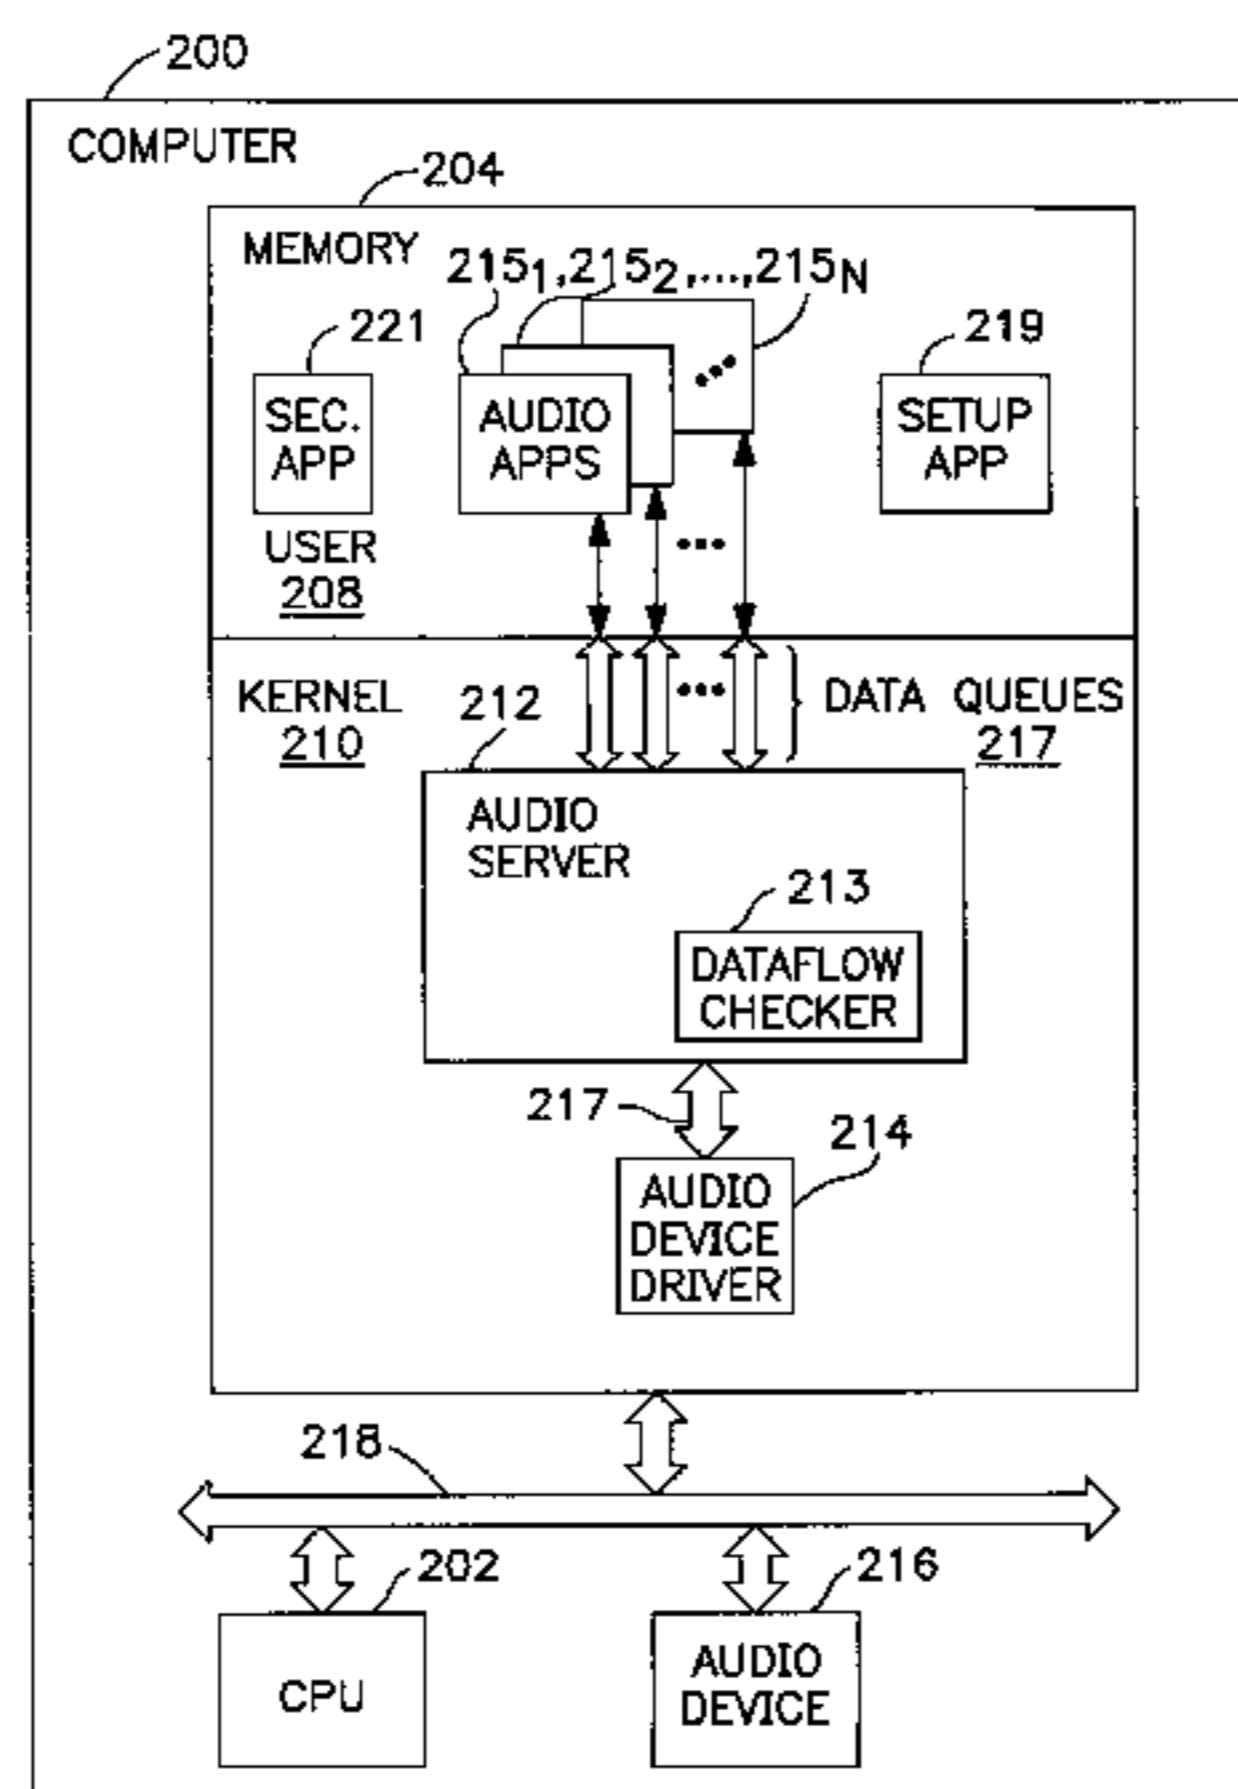 200
COMPUTER
204
MEMORY
215₁,215₂,...,215ₙ
221
219
SEC.
APP
AUDIO
APPS
SETUP
APP
USER
208
KERNEL
210
212
DATA QUEUES
217
AUDIO
SERVER
213
DATAFLOW
CHECKER
217
214
AUDIO
DEVICE
DRIVER
218
202
216
CPU
AUDIO
DEVICE